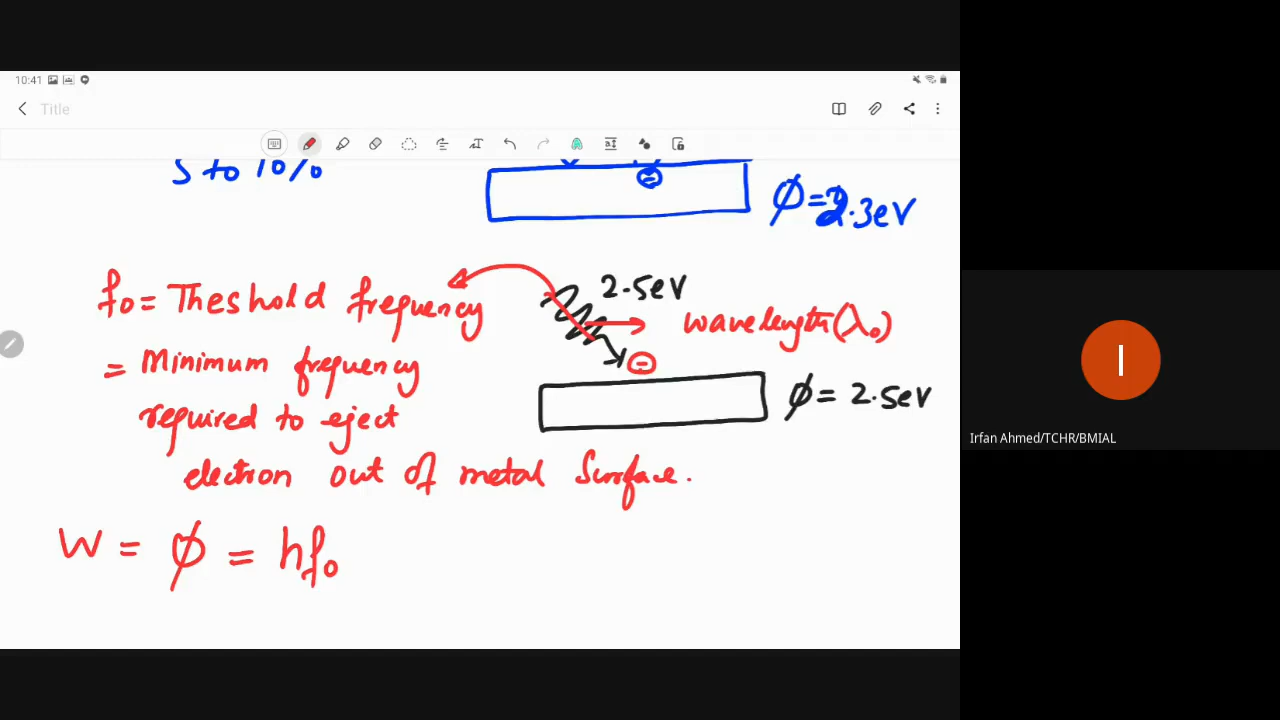 10:41
Title
5 to 10%
φ=2.3eV
2.5eV
f₀ = Theshold frequency
wavelength(λ₀)
= Minimum frequency
φ = 2.5eV
required to eject
electron out of metal Surface.
W = φ = hf₀
I
Irfan Ahmed/TCHR/BMIAL